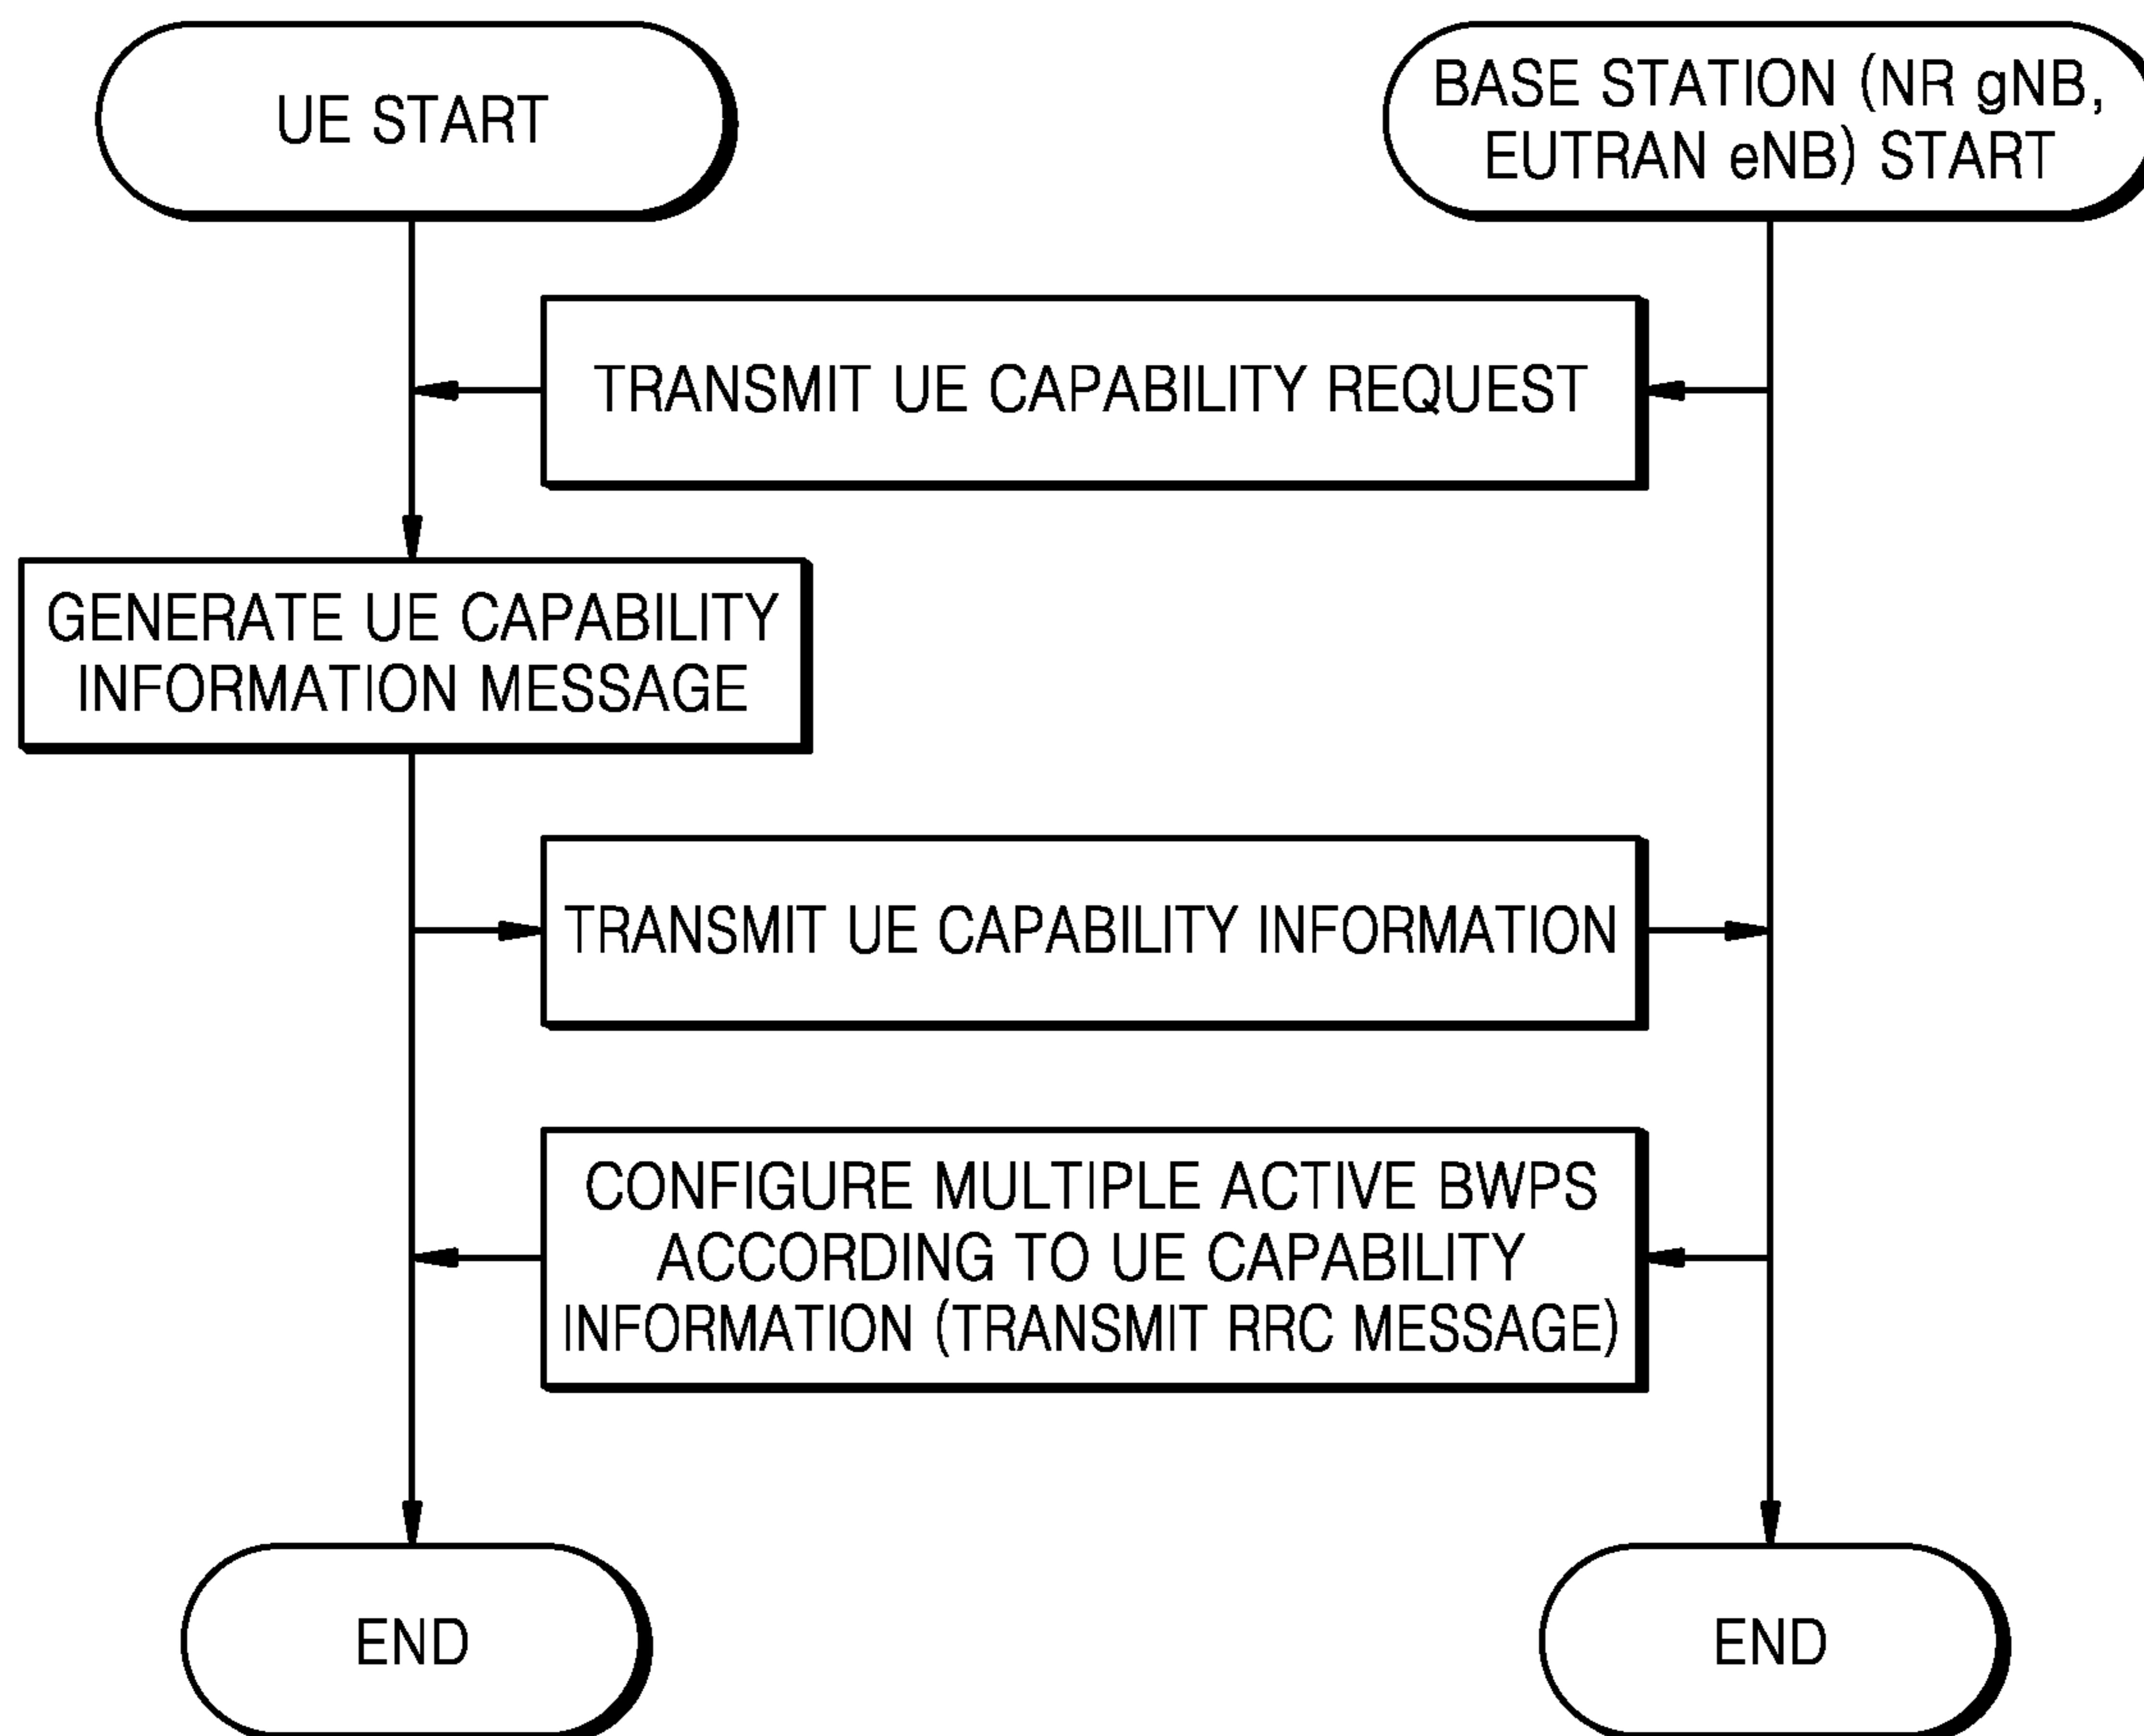 UE START
BASE STATION (NR gNB,
EUTRAN eNB) START
TRANSMIT UE CAPABILITY REQUEST
GENERATE UE CAPABILITY
INFORMATION MESSAGE
TRANSMIT UE CAPABILITY INFORMATION
CONFIGURE MULTIPLE ACTIVE BWPS
ACCORDING TO UE CAPABILITY
INFORMATION (TRANSMIT RRC MESSAGE)
END
END